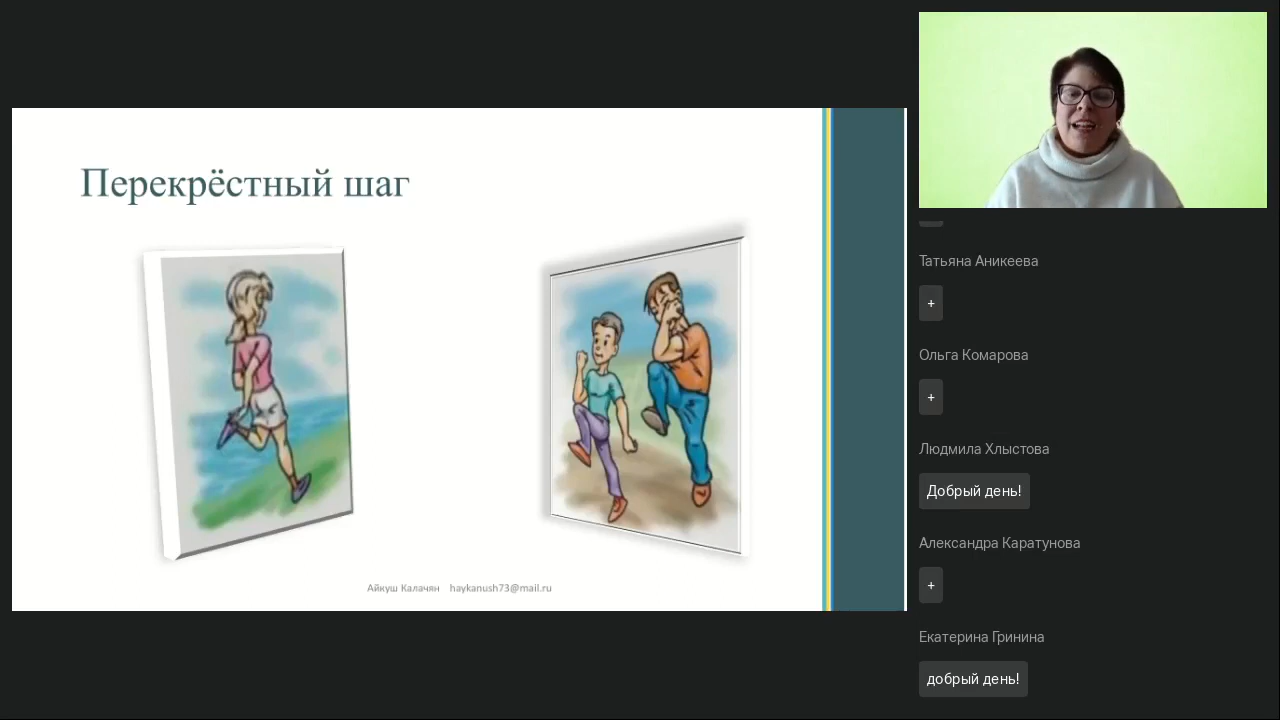 Перекрёстный шаг
Айкуш Калачян haykanush73@mail.ru
Татьяна Аникеева
+
Ольга Комарова
+
Людмила Хлыстова
Добрый день!
Александра Каратунова
+
Екатерина Гринина
добрый день!